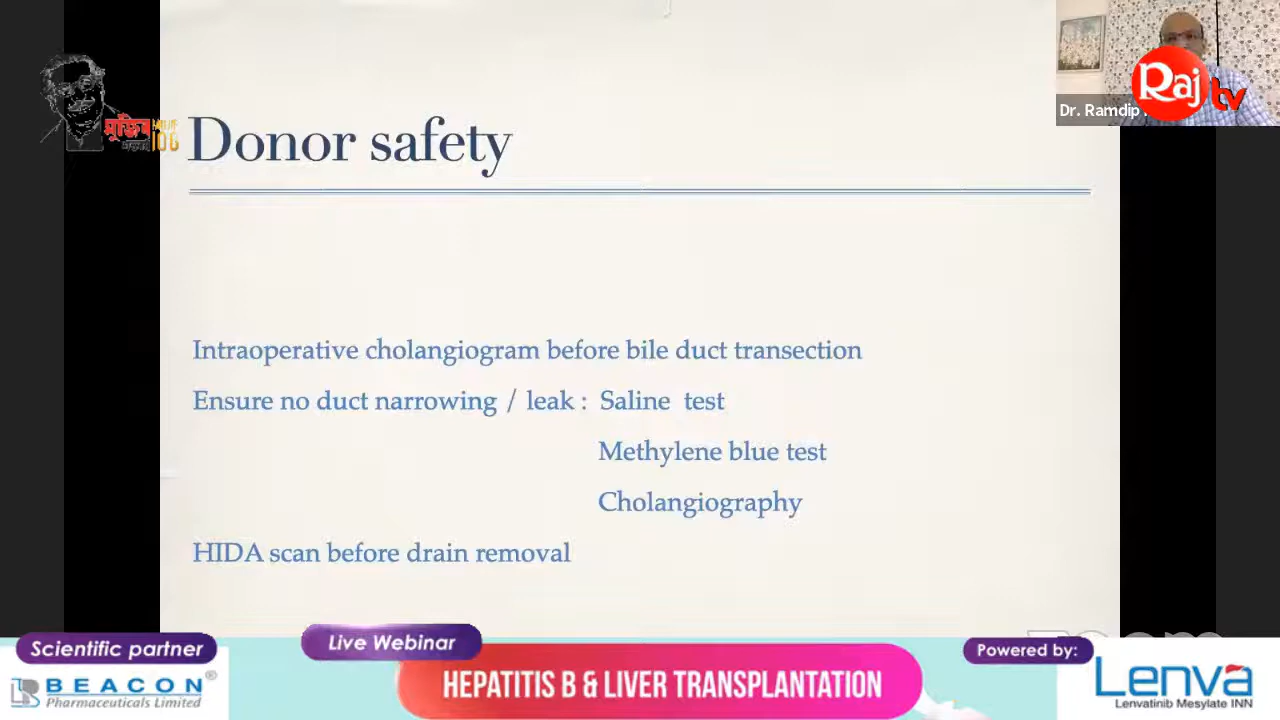 Raj tv
Dr. Ramdip
মুজিব
100
Donor safety
Intraoperative cholangiogram before bile duct transection
Ensure no duct narrowing / leak : Saline test
Methylene blue test
Cholangiography
HIDA scan before drain removal
zoom
Scientific partner
BEACON®
Pharmaceuticals Limited
Live Webinar
HEPATITIS B & LIVER TRANSPLANTATION
Powered by:
Lenva
Lenvatinib Mesylate INN